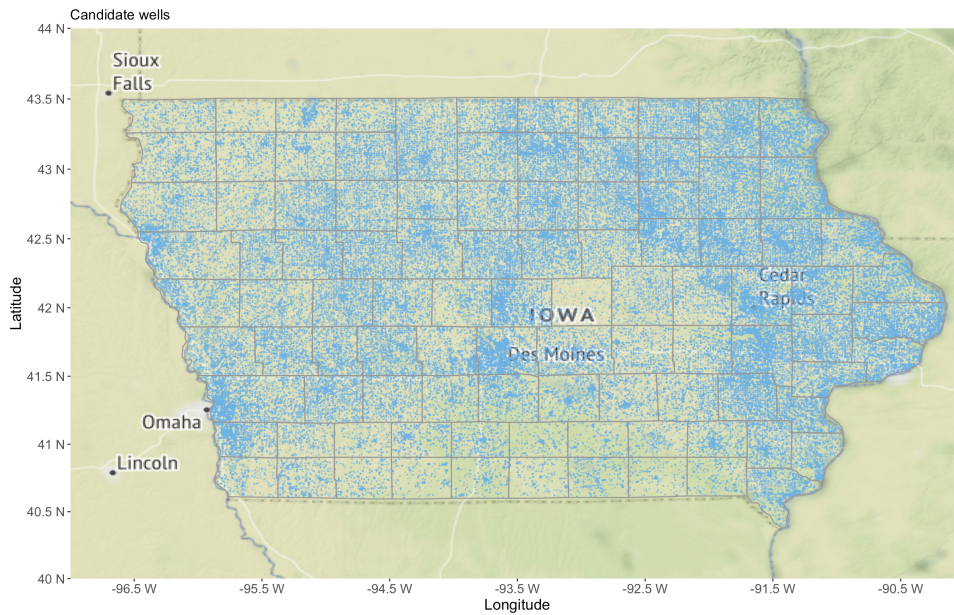 Candidate wells
44 N
Sioux
Falls
43.5 N
43 N
42.5 N
Cedar
Rapids
42 N
IOWA
Des Moines
41.5 N
Omaha
41 N
Lincoln
40.5 N
40 N
Latitude
-96.5 W
-95.5 W
-94.5 W
-93.5 W
-92.5 W
-91.5 W
-90.5 W
Longitude